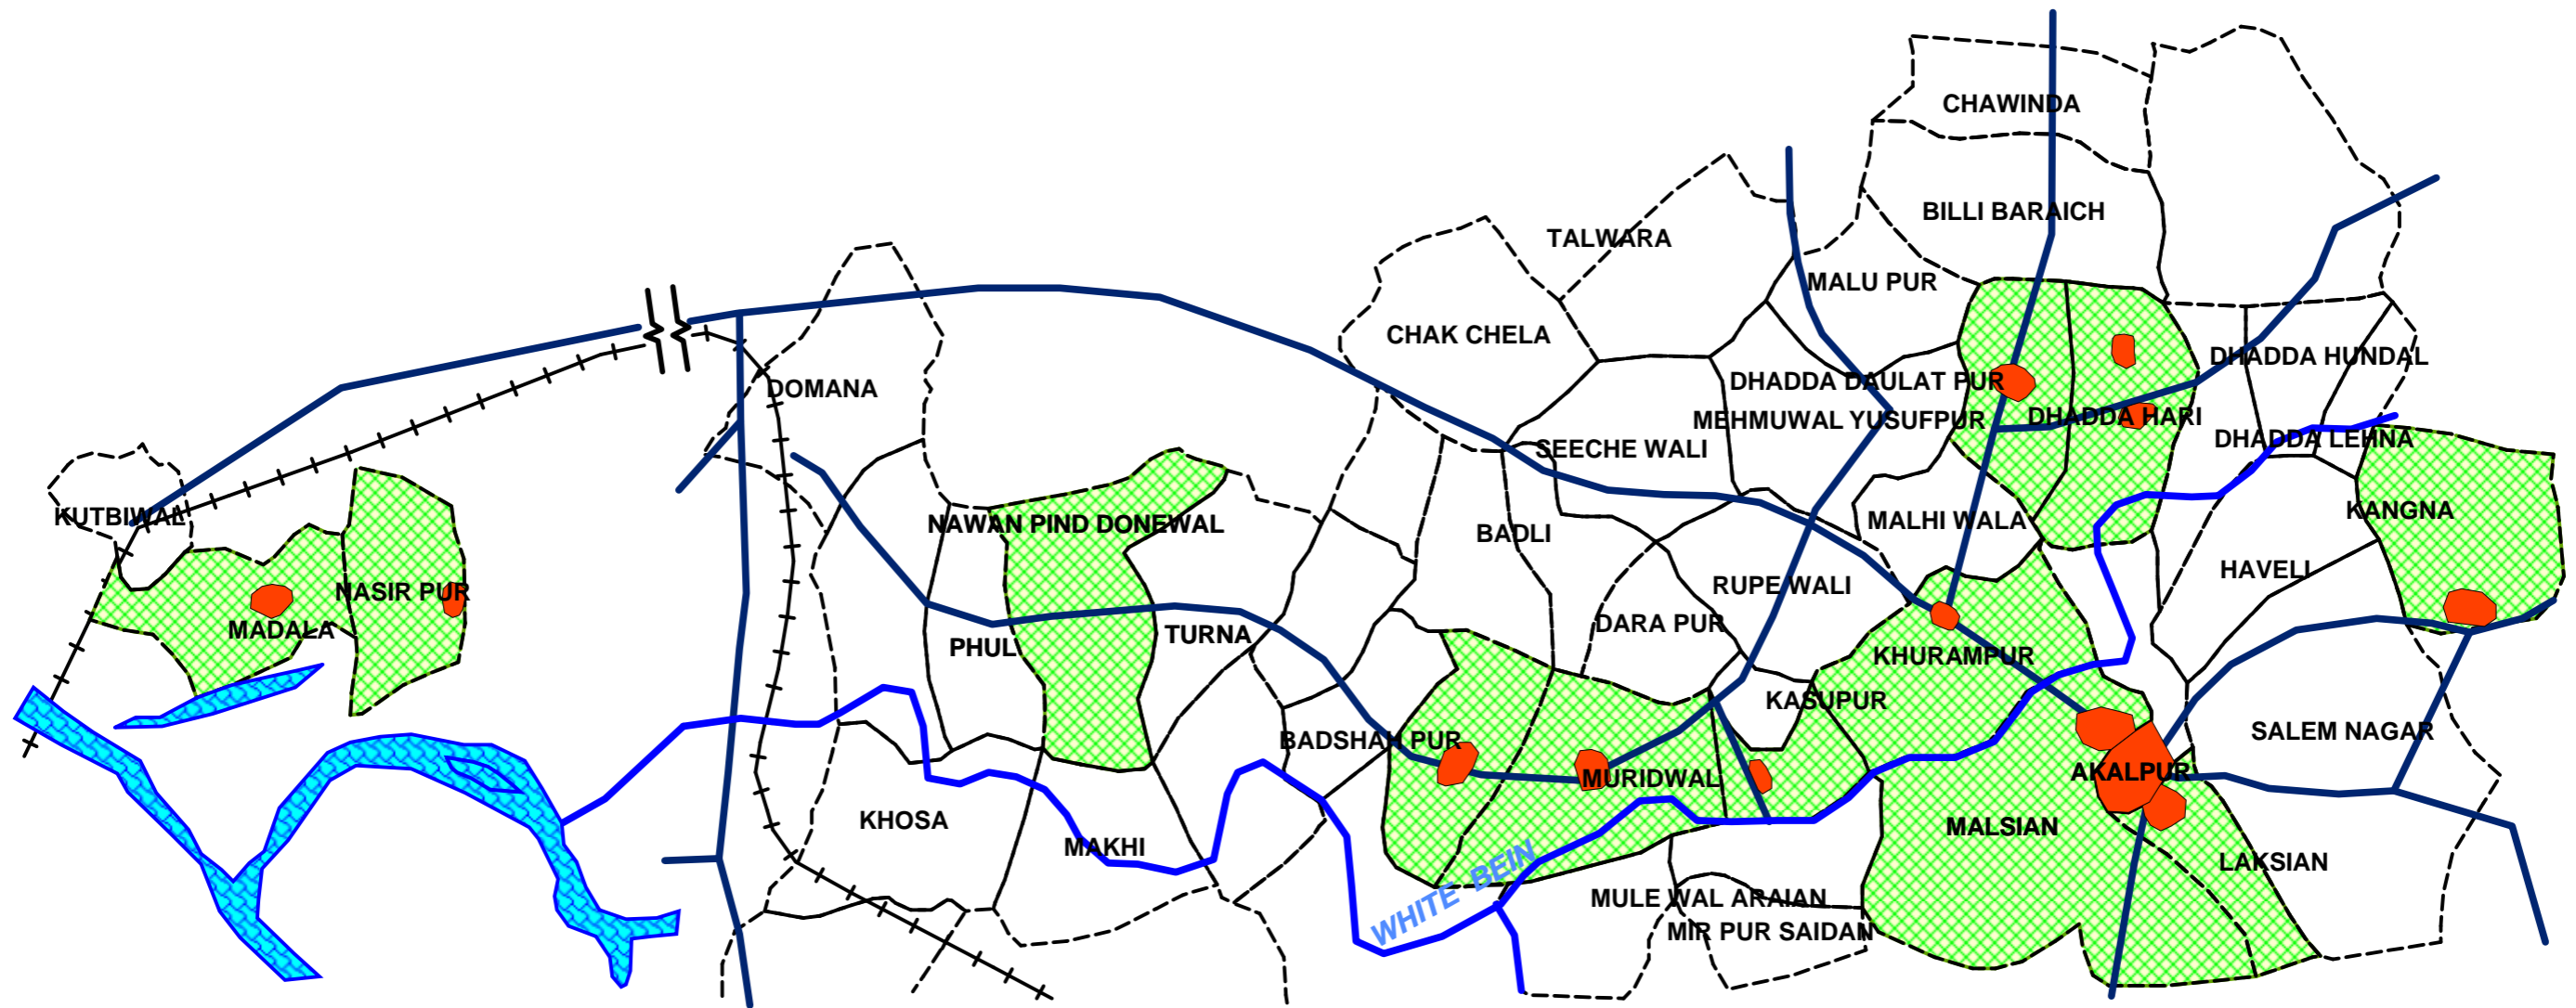 CHAWINDA
BILLI BARAICH
TALWARA
MALU PUR
CHAK CHELA
DHADDA HUNDAL
DOMANA
DHADDA DAULAT PUR
MEHMUWAL YUSUFPUR
DHADDA HARI
SEECHE WALI
DHADDA LEHNA
KUTBIWAL
NAWAN PIND DONEWAL
BADLI
MALHI WALA
KANGNA
NASIR PUR
RUPE WALI
HAVELI
MADALA
PHUL
TURNA
DARA PUR
KHURAMPUR
KASUPUR
BADSHAH PUR
SALEM NAGAR
MURIDWAL
AKALPUR
KHOSA
MAKHI
MALSIAN
LAKSIAN
WHITE BEIN
MULE WAL ARAIAN
MIR PUR SAIDAN